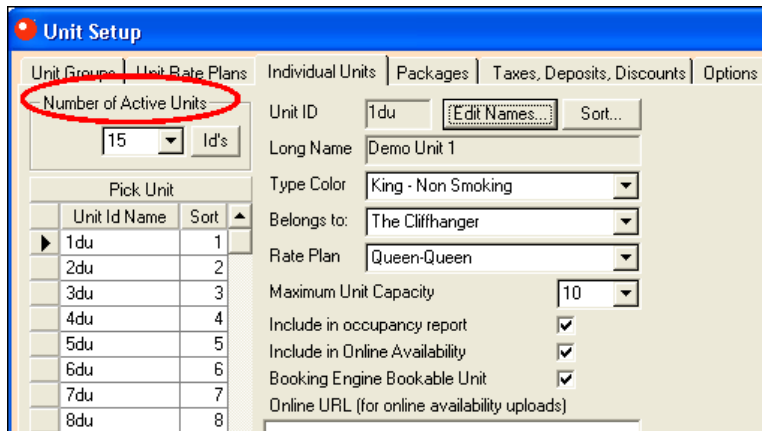 Unit Setup
Unit Groups Unit Rate Plans Individual Units Packages Taxes, Deposits, Discounts Options
Number of Active Units
15 Id's
Pick Unit
Unit Id Name Sort
1du 1
2du 2
3du 3
4du 4
5du 5
6du 6
7du 7
8du 8
Unit ID 1du Edit Names... Sort...
Long Name Demo Unit 1
Type Color King - Non Smoking
Belongs to: The Cliffhanger
Rate Plan Queen-Queen
Maximum Unit Capacity 10
Include in occupancy report
Include in Online Availability
Booking Engine Bookable Unit
Online URL (for online availability uploads)